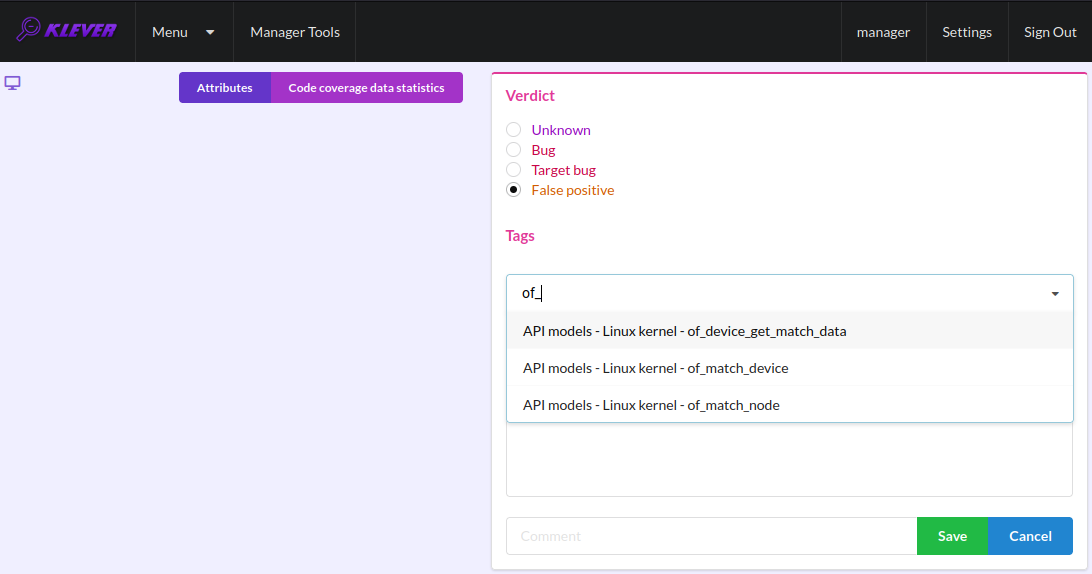 KLEVER Menu Manager Tools manager Settings Sign Out
Attributes Code coverage data statistics
Verdict
Unknown
Bug
Target bug
False positive
Tags
of_
API models - Linux kernel - of_device_get_match_data
API models - Linux kernel - of_match_device
API models - Linux kernel - of_match_node
Comment Save Cancel